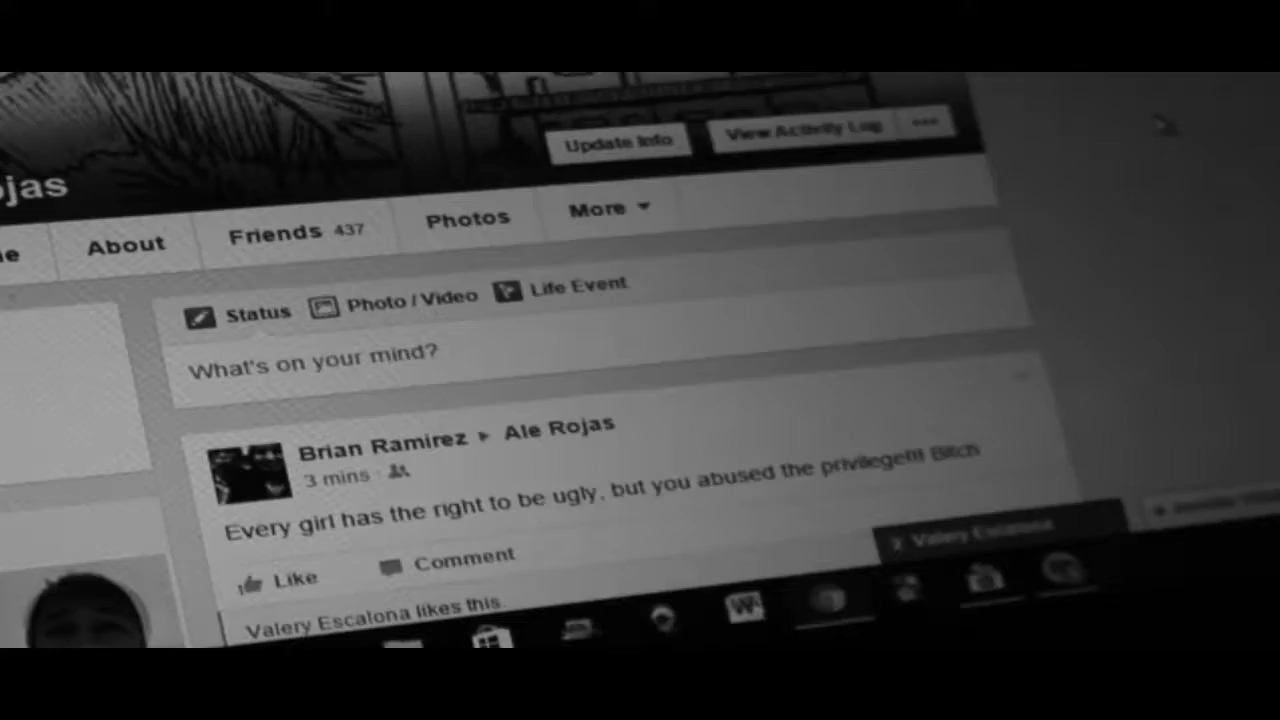 Update Info
View Activity Log
ojas
e
About
Friends 437
Photos
More
Status
Photo / Video
Life Event
What's on your mind?
Brian Ramirez ▸ Ale Rojas
3 mins ·
Every girl has the right to be ugly, but you abused the privilege!!! Bitch
Like
Comment
Valery Escalona
Valery Escalona likes this.
W